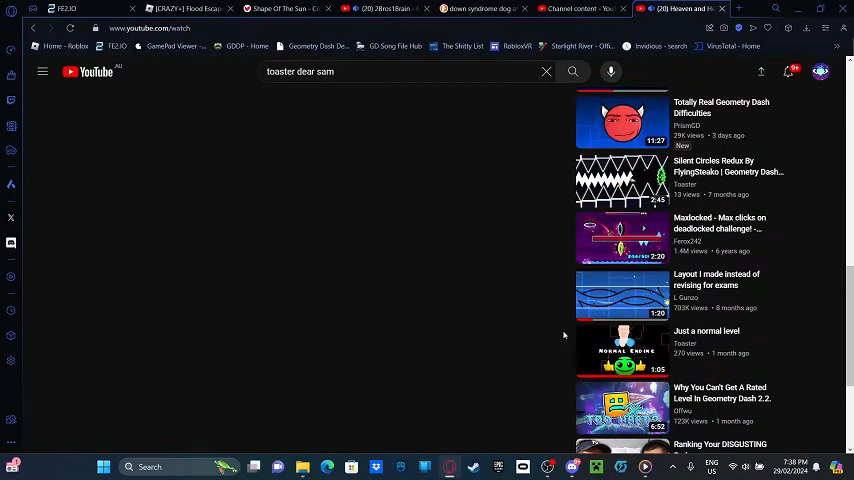 FE2.IO
[CRAZY+] Flood Escape
Shape Of The Sun - Cr
(20) 2Bros1Brain - Yo
down syndrome dog at
Channel content - YouT
(20) Heaven and He
www.youtube.com/watch
Home - Roblox
FE2.IO
GamePad Viewer - ...
GDDP - Home
Geometry Dash De...
GD Song File Hub
The Shitty List
RobloxVR
Starlight River - Offi...
Invidious - search
VirusTotal - Home
YouTube AU
toaster dear sam
9+
11:27
Totally Real Geometry Dash
Difficulties
PrismGD
29K views • 3 days ago
New
2:45
Silent Circles Redux By
FlyingSteako | Geometry Dash...
Toaster
13 views • 7 months ago
2:20
Maxlocked - Max clicks on
deadlocked challenge! -...
Ferox242
1.4M views • 6 years ago
1:20
Layout I made instead of
revising for exams
L Gunzo
703K views • 8 months ago
NORMAL ENDING
1:05
Just a normal level
Toaster
270 views • 1 month ago
TOO HARD?
6:52
Why You Can't Get A Rated
Level In Geometry Dash 2.2.
Offwu
123K views • 1 month ago
Ranking Your DISGUSTING
Search
ENG
US
7:38 PM
29/02/2024